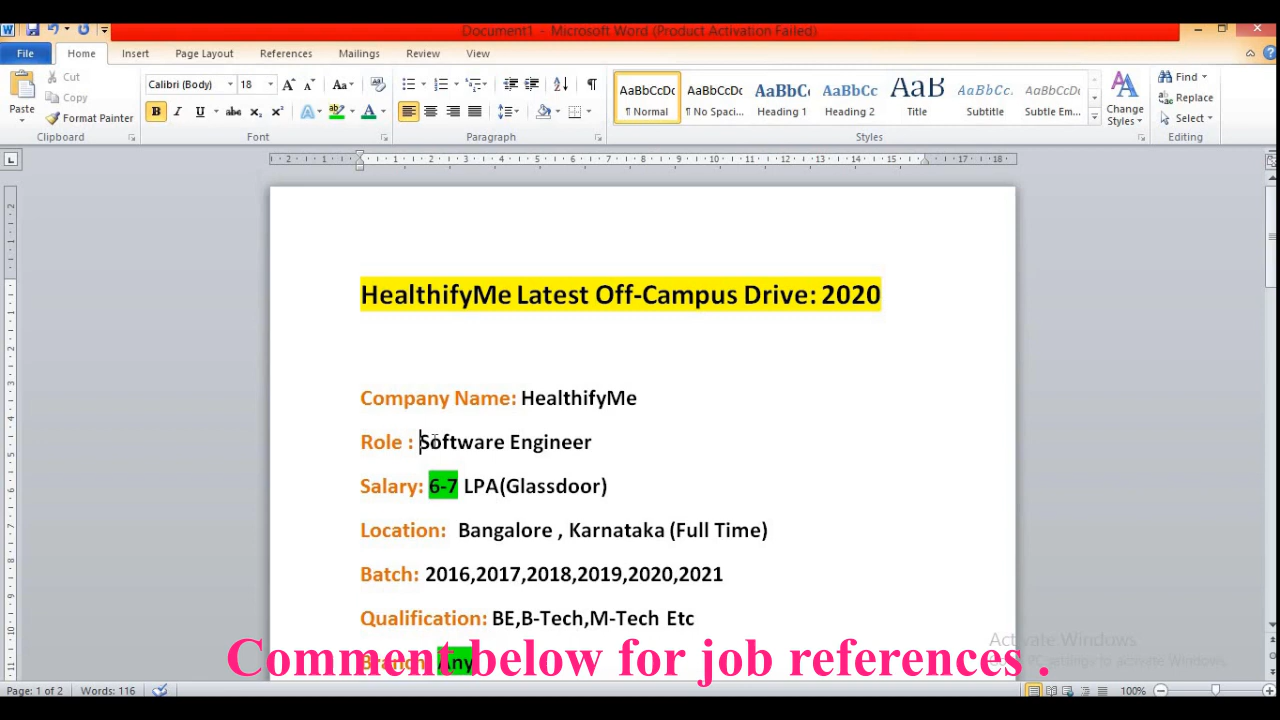 Document1 - Microsoft Word (Product Activation Failed)
File Home Insert Page Layout References Mailings Review View
Cut
Copy
Format Painter
Paste
Clipboard
Calibri (Body) 18
Font
Paragraph
AaBbCcDc AaBbCcDc AaBbC AaBbCc AaB AaBbCc. AaBbCcD
¶ Normal ¶ No Spaci... Heading 1 Heading 2 Title Subtitle Subtle Em...
Change
Styles
Styles
Find
Replace
Select
Editing
HealthifyMe Latest Off-Campus Drive: 2020
Company Name: HealthifyMe
Role : Software Engineer
Salary: 6-7 LPA(Glassdoor)
Location: Bangalore , Karnataka (Full Time)
Batch: 2016,2017,2018,2019,2020,2021
Qualification: BE,B-Tech,M-Tech Etc
Branch: Any
Comment below for job references .
Activate Windows
Page: 1 of 2 Words: 116 100%